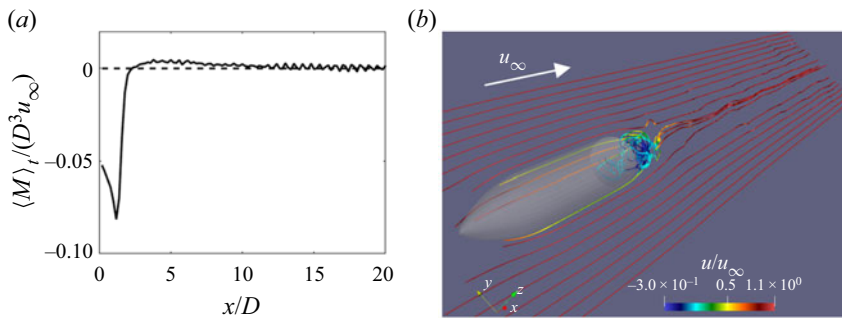 (a)
0
−0.05
−0.10
⟨M⟩t/(D³u∞)
0 5 10 15 20
x/D
(b)
u∞
y
z
x
u/u∞
−3.0 × 10⁻¹ 0.5 1.1 × 10⁰